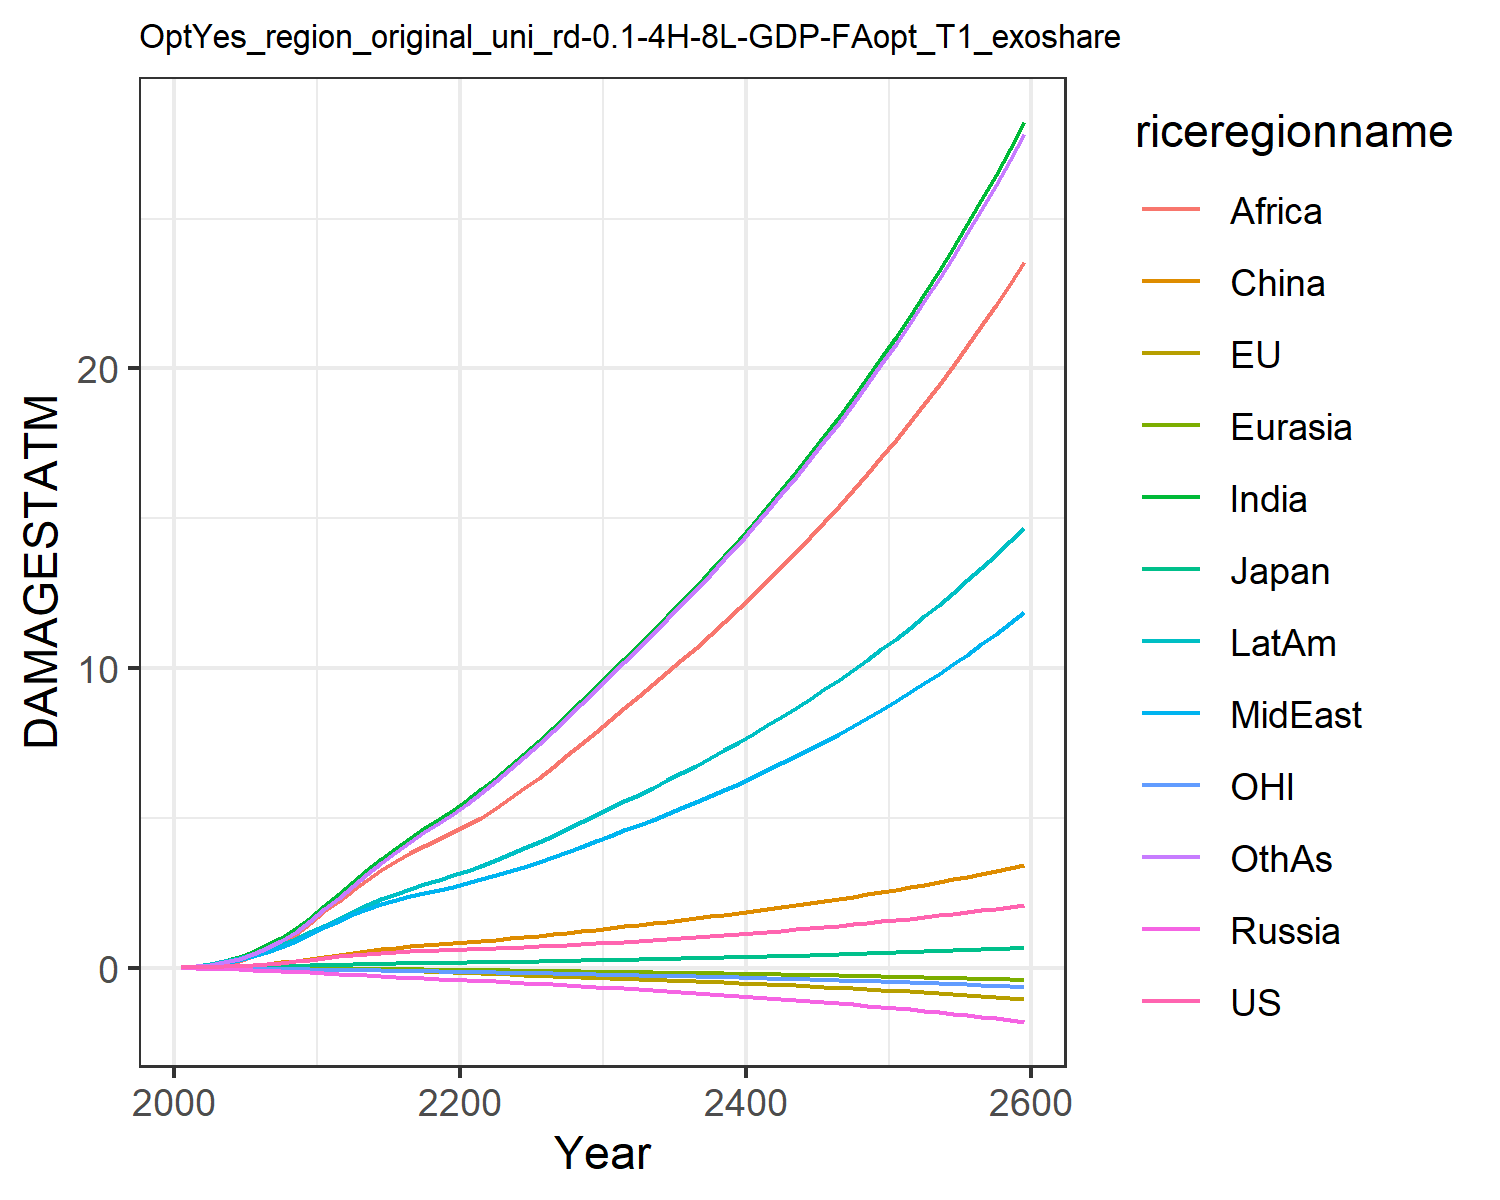 OptYes_region_original_uni_rd-0.1-4H-8L-GDP-FAopt_T1_exoshare
DAMAGESTATM
20
10
0
2000
2200
2400
2600
Year
riceregionname
Africa
China
EU
Eurasia
India
Japan
LatAm
MidEast
OHI
OthAs
Russia
US